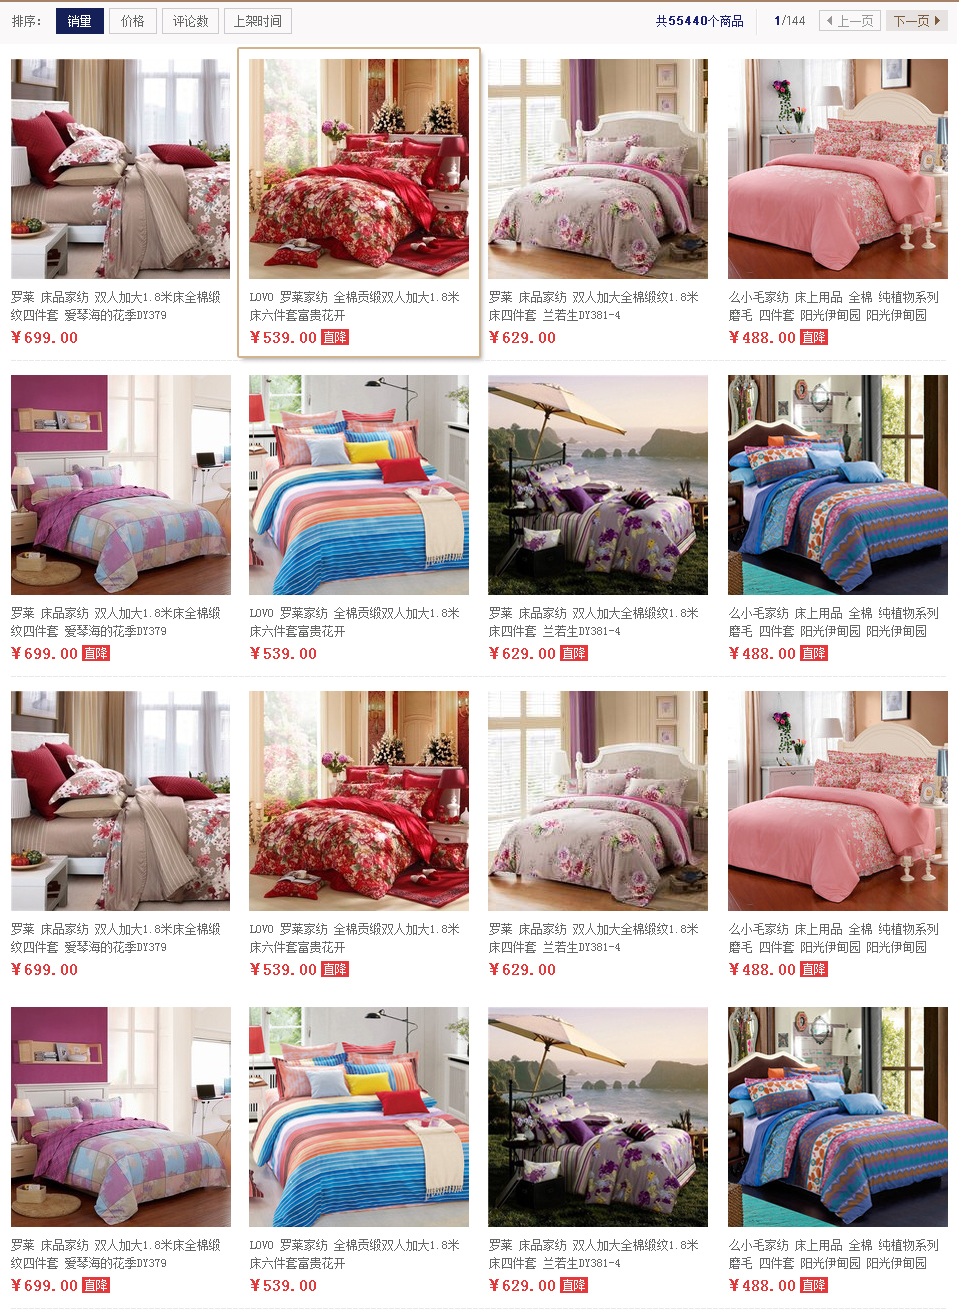 排序： 销量 价格 评论数 上架时间 共55440个商品 1/144 上一页 下一页
罗莱 床品家纺 双人加大1.8米床全棉缎
纹四件套 爱琴海的花季DY379
¥699.00
LOVO 罗莱家纺 全棉贡缎双人加大1.8米
床六件套富贵花开
¥539.00 直降
罗莱 床品家纺 双人加大全棉缎纹1.8米
床四件套 兰若生DY381-4
¥629.00
么小毛家纺 床上用品 全棉 纯植物系列
磨毛 四件套 阳光伊甸园 阳光伊甸园
¥488.00 直降
罗莱 床品家纺 双人加大1.8米床全棉缎
纹四件套 爱琴海的花季DY379
¥699.00 直降
LOVO 罗莱家纺 全棉贡缎双人加大1.8米
床六件套富贵花开
¥539.00
罗莱 床品家纺 双人加大全棉缎纹1.8米
床四件套 兰若生DY381-4
¥629.00 直降
么小毛家纺 床上用品 全棉 纯植物系列
磨毛 四件套 阳光伊甸园 阳光伊甸园
¥488.00 直降
罗莱 床品家纺 双人加大1.8米床全棉缎
纹四件套 爱琴海的花季DY379
¥699.00
LOVO 罗莱家纺 全棉贡缎双人加大1.8米
床六件套富贵花开
¥539.00 直降
罗莱 床品家纺 双人加大全棉缎纹1.8米
床四件套 兰若生DY381-4
¥629.00
么小毛家纺 床上用品 全棉 纯植物系列
磨毛 四件套 阳光伊甸园 阳光伊甸园
¥488.00 直降
罗莱 床品家纺 双人加大1.8米床全棉缎
纹四件套 爱琴海的花季DY379
¥699.00 直降
LOVO 罗莱家纺 全棉贡缎双人加大1.8米
床六件套富贵花开
¥539.00
罗莱 床品家纺 双人加大全棉缎纹1.8米
床四件套 兰若生DY381-4
¥629.00 直降
么小毛家纺 床上用品 全棉 纯植物系列
磨毛 四件套 阳光伊甸园 阳光伊甸园
¥488.00 直降